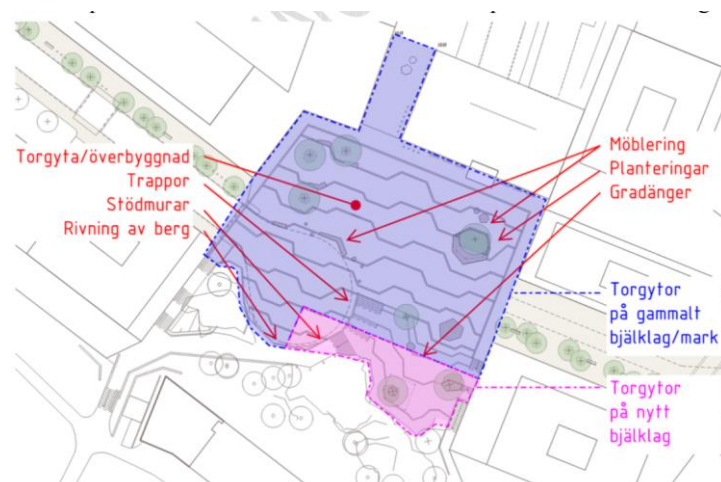 Torgyta/överbyggnad
Trappor
Stödmurar
Rivning av berg
Möblering
Planteringar
Gradänger
Torgytor
på gammalt
bjälklag/mark
Torgytor
på nytt
bjälklag